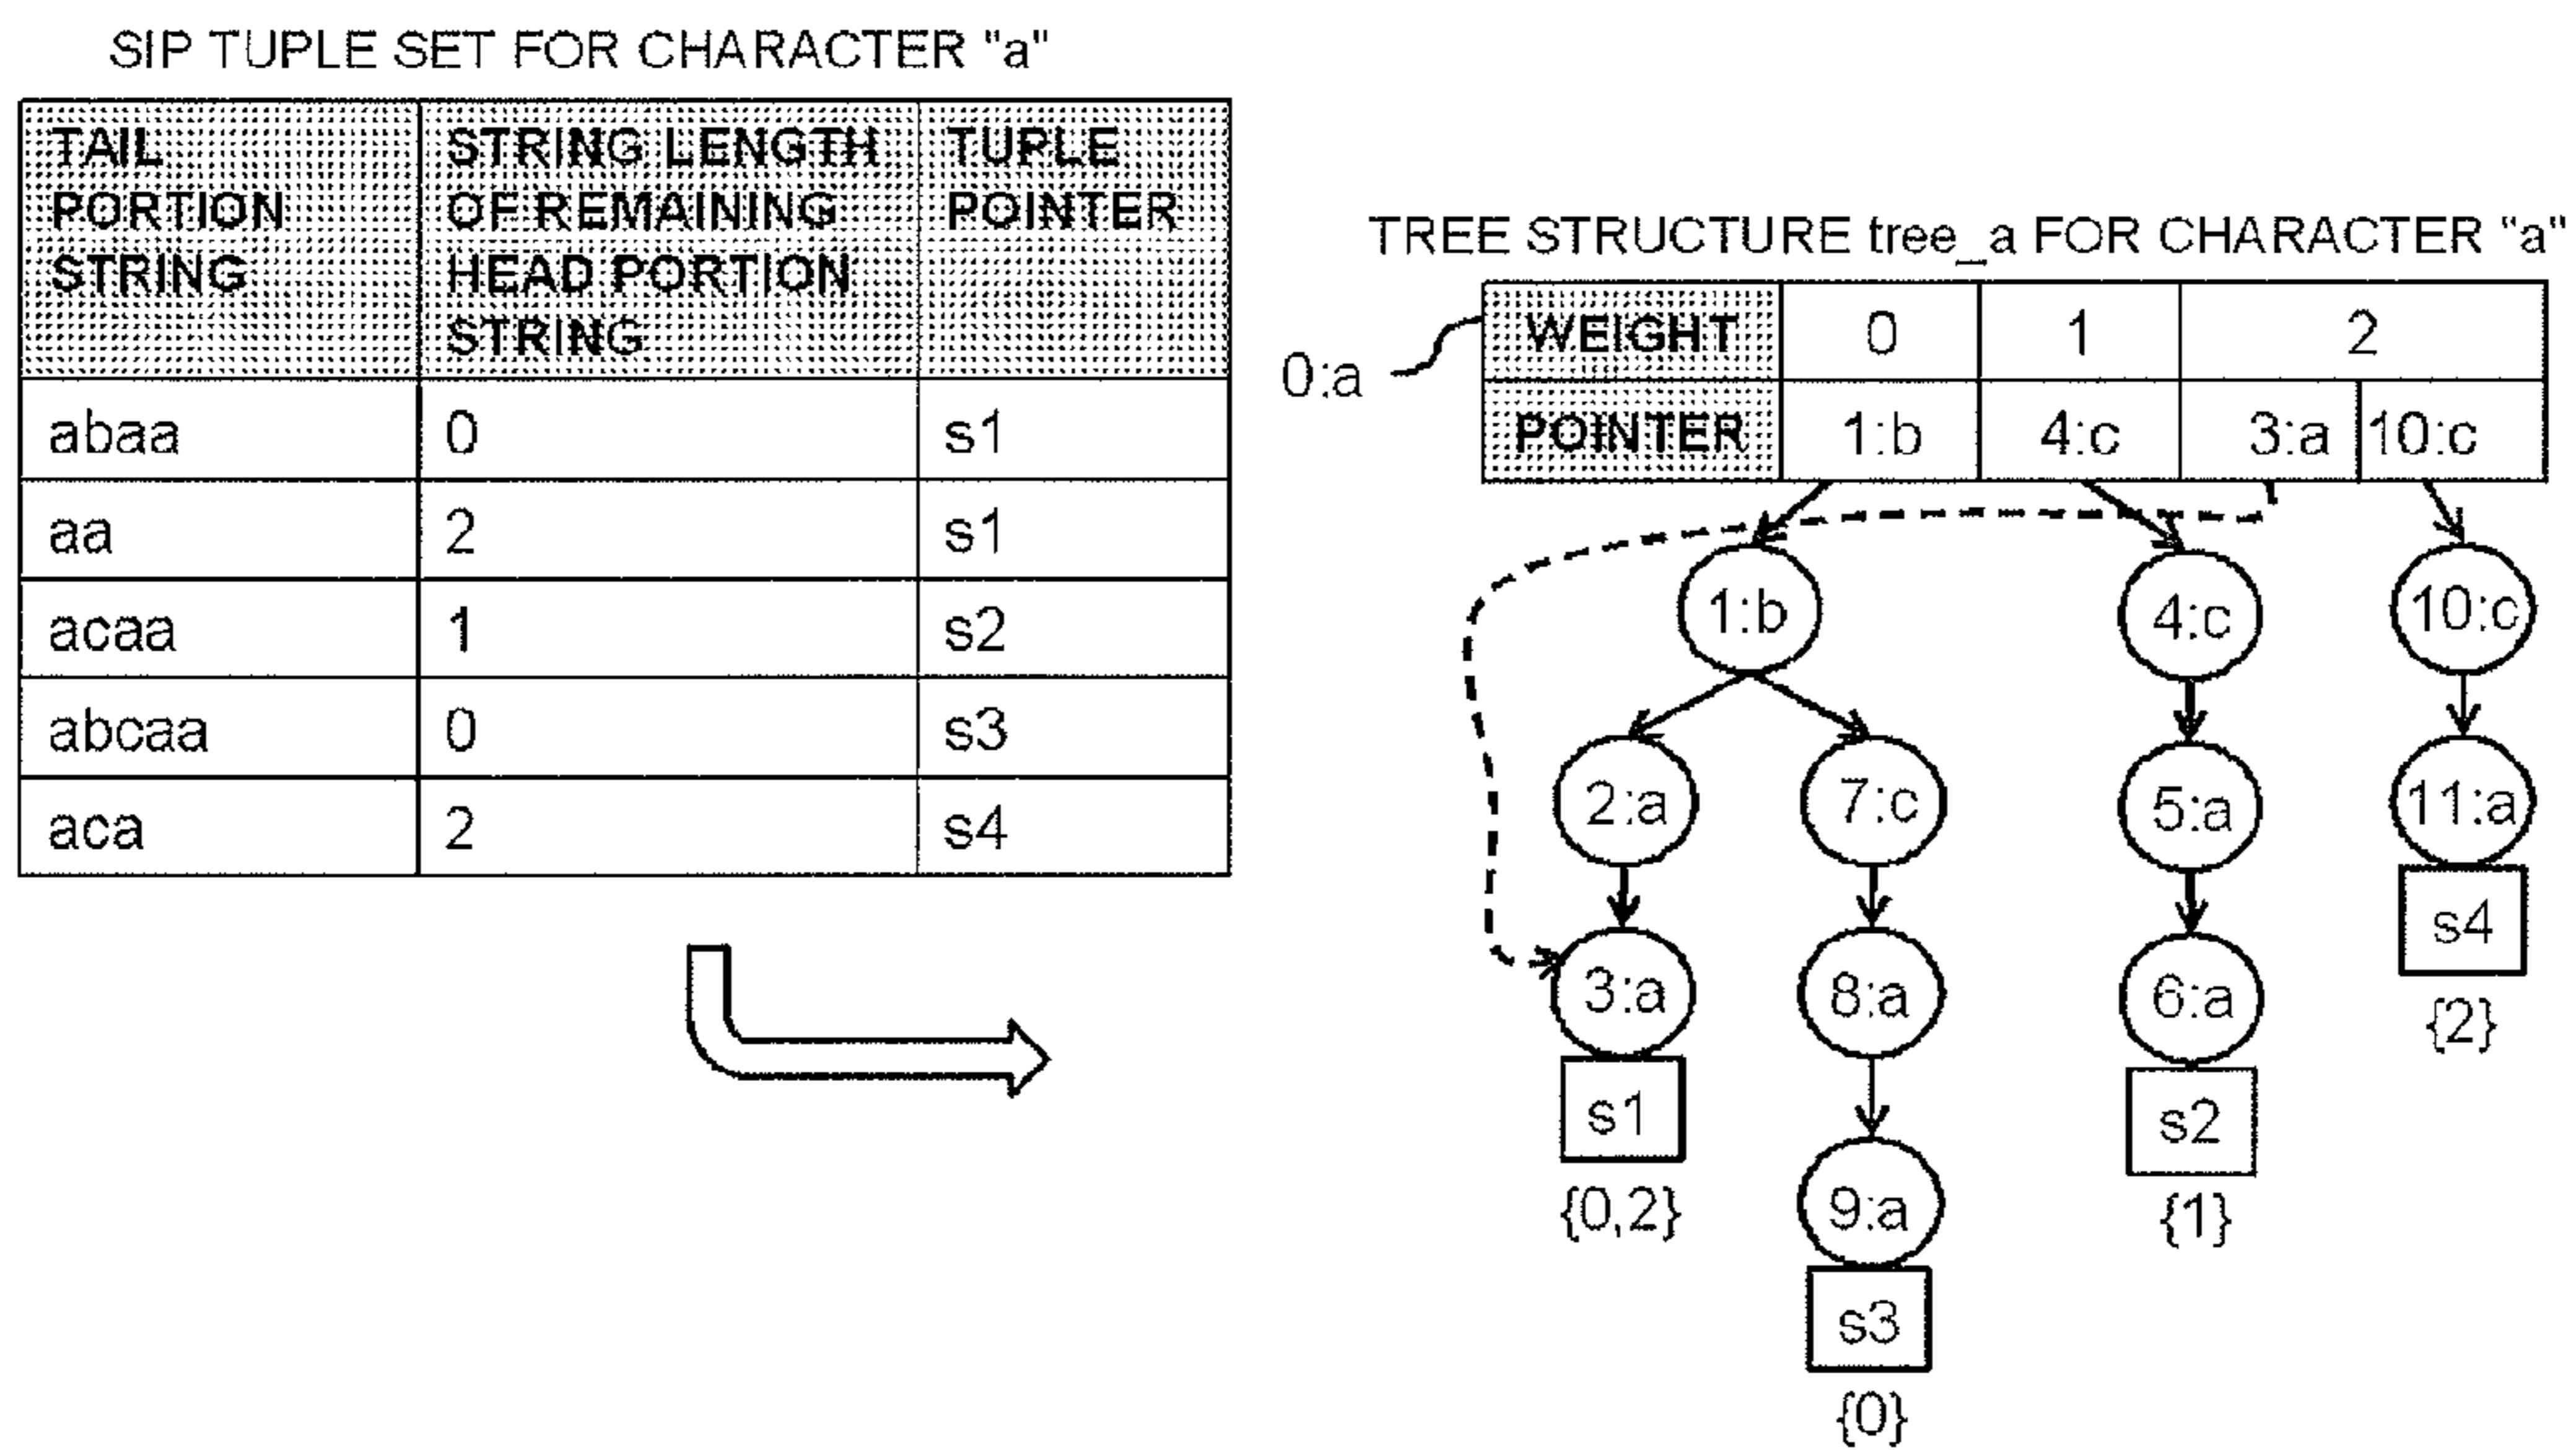 SIP TUPLE SET FOR CHARACTER "a"
TAIL PORTION STRING
STRING LENGTH OF REMAINING HEAD PORTION STRING
TUPLE POINTER
abaa 0 s1
aa 2 s1
acaa 1 s2
abcaa 0 s3
aca 2 s4
TREE STRUCTURE tree_a FOR CHARACTER "a"
0:a
WEIGHT 0 1 2
POINTER 1:b 4:c 3:a 10:c
1:b 4:c 10:c
2:a 7:c 5:a 11:a
s4
{2}
3:a 8:a 6:a
s1 s2
{0,2} {1}
9:a
s3
{0}